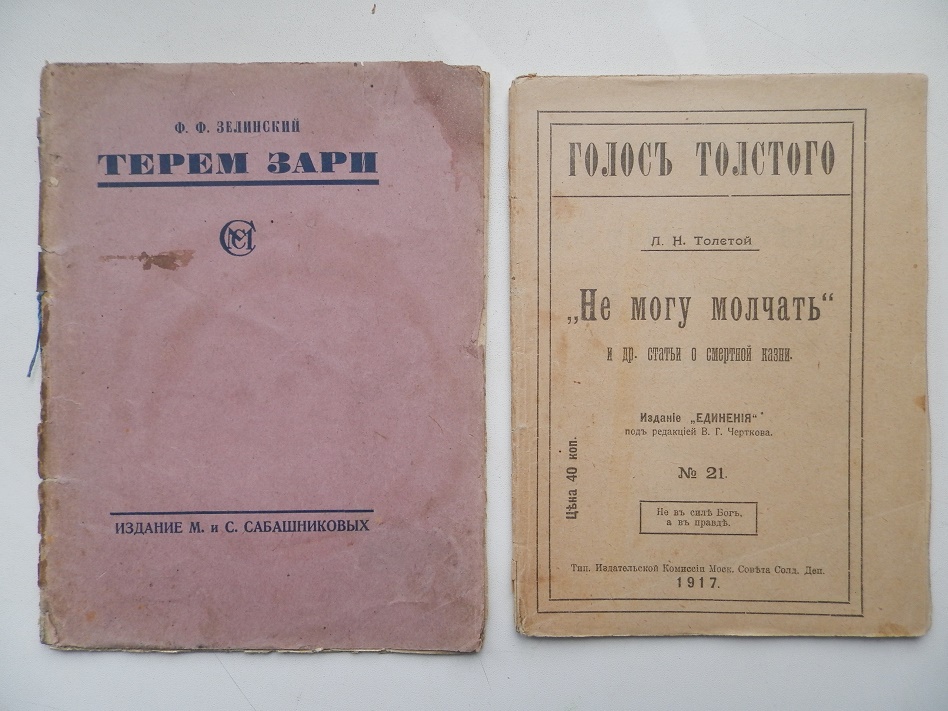 Ф. Ф. ЗЕЛИНСКИЙ
ТЕРЕМ ЗАРИ
ИЗДАНИЕ М. и С. САБАШНИКОВЫХ
ГОЛОСЪ ТОЛСТОГО
Л. Н. Толстой
„Не могу молчать“
и др. статьи о смертной казни.
Изданіе „ЕДИНЕНІЯ“
подъ редакціей В. Г. Черткова.
№ 21.
Цѣна 40 коп.
Не въ силѣ Богъ,
а въ правдѣ.
Тип. Издательской Комиссіи Моск. Совѣта Солд. Деп.
1917.